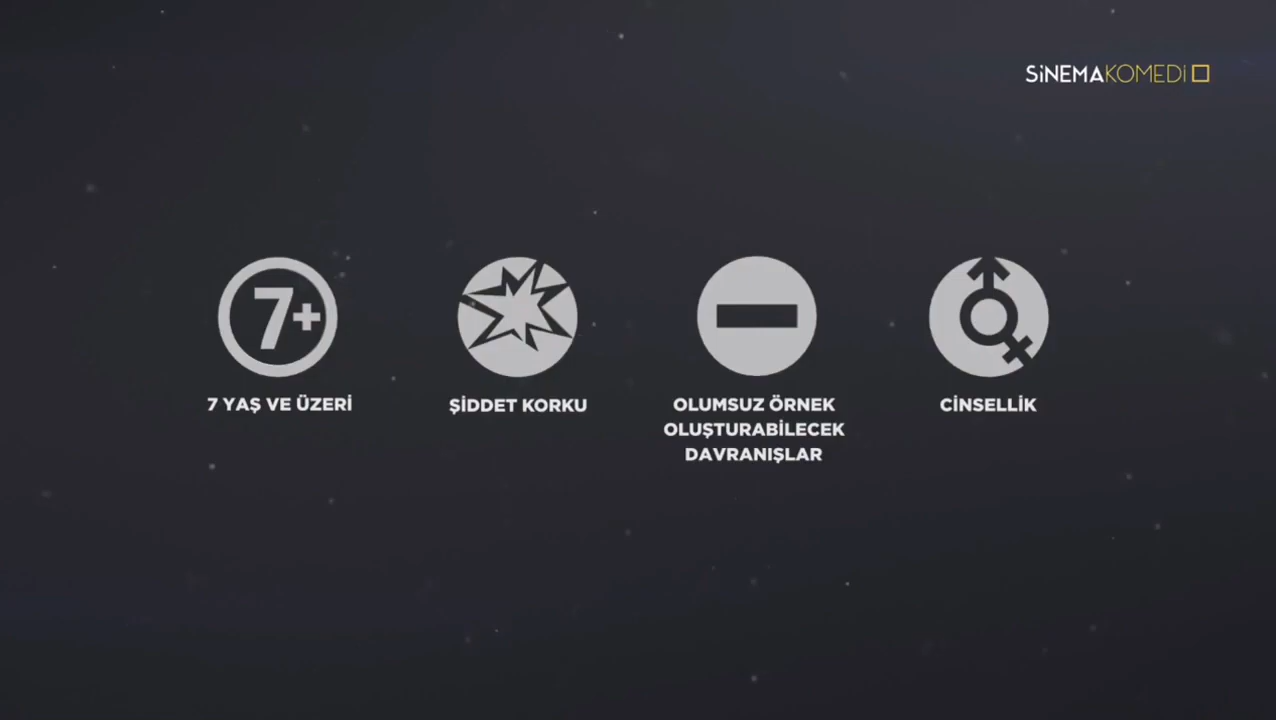 SİNEMAKOMEDİ
7+
7 YAŞ VE ÜZERİ
ŞİDDET KORKU
OLUMSUZ ÖRNEK
OLUŞTURABİLECEK
DAVRANIŞLAR
CİNSELLİK